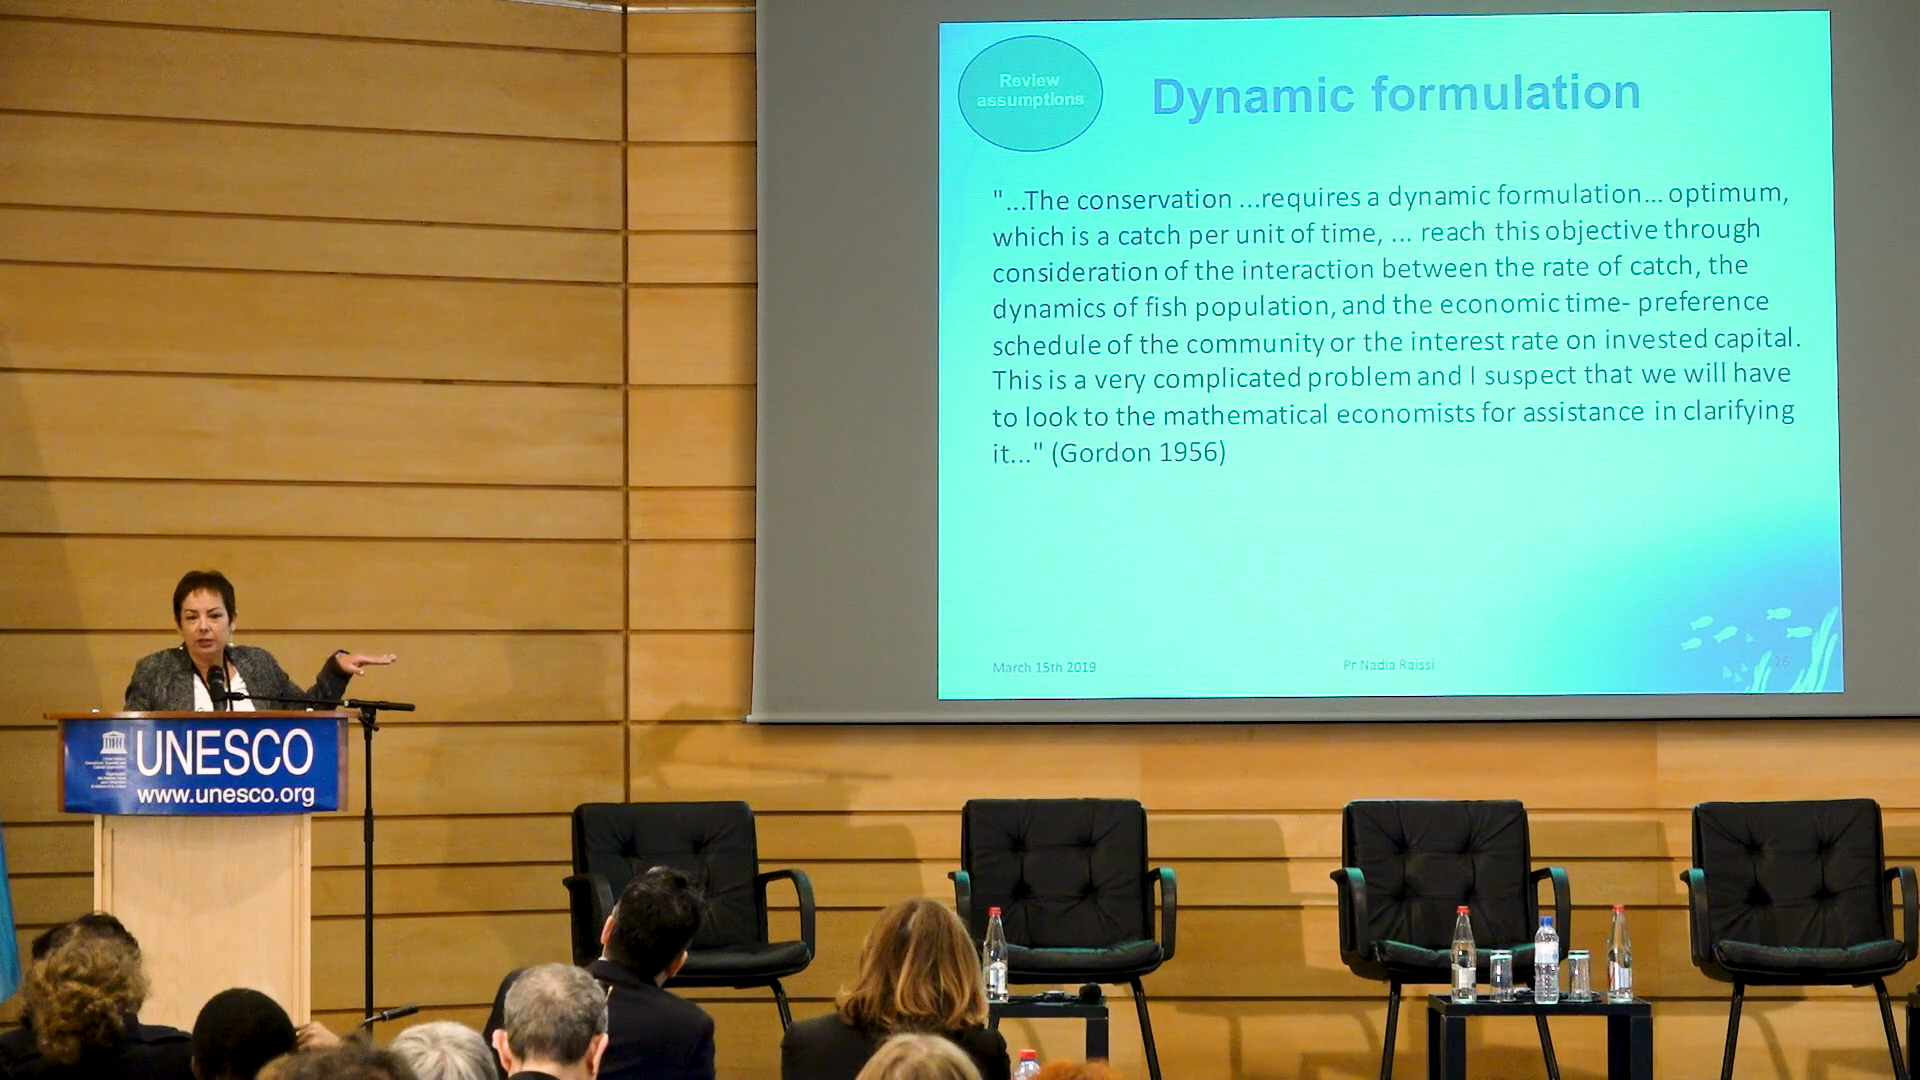 Review
assumptions
Dynamic formulation
"...The conservation ...requires a dynamic formulation... optimum,
which is a catch per unit of time, ... reach this objective through
consideration of the interaction between the rate of catch, the
dynamics of fish population, and the economic time- preference
schedule of the community or the interest rate on invested capital.
This is a very complicated problem and I suspect that we will have
to look to the mathematical economists for assistance in clarifying
it..." (Gordon 1956)
March 15th 2019
Pr Nadia Raissi
26
UNESCO
www.unesco.org